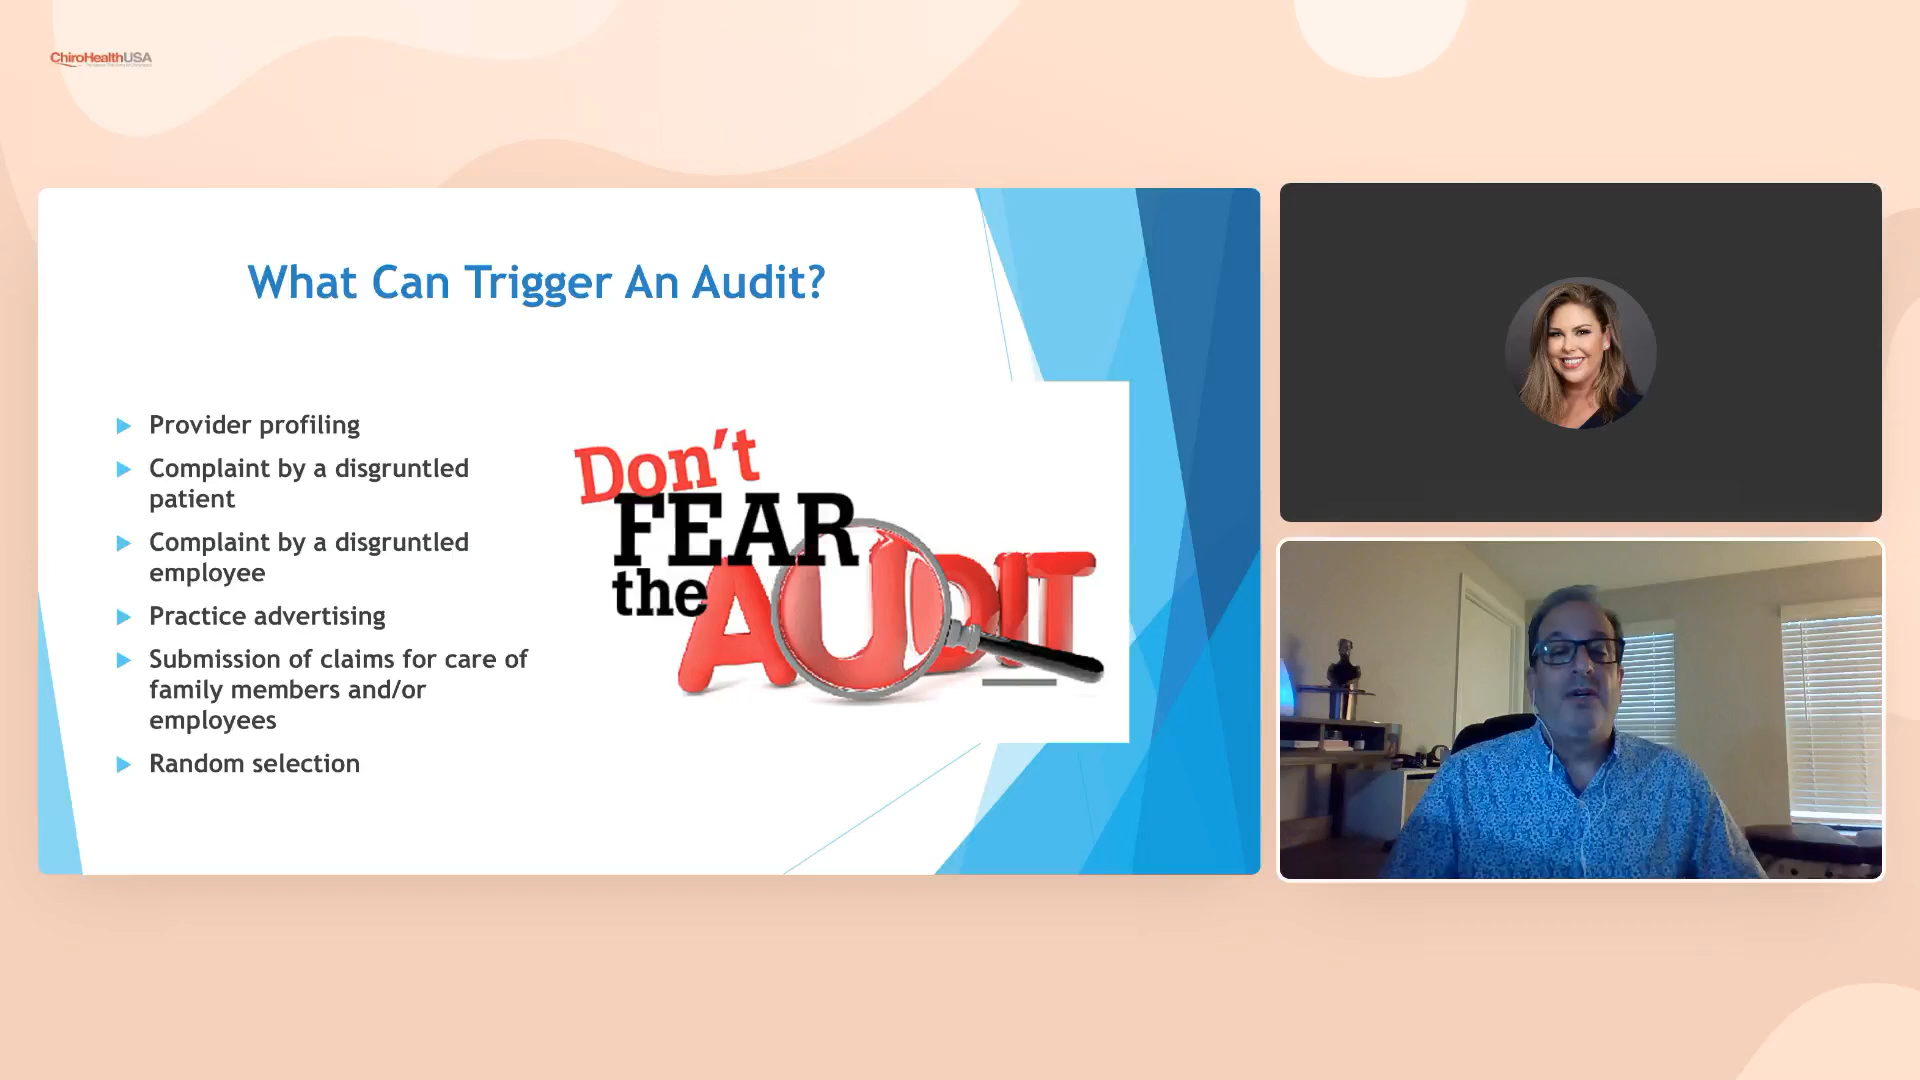 ChiroHealthUSA
What Can Trigger An Audit?
Provider profiling
Complaint by a disgruntled
patient
Complaint by a disgruntled
employee
Practice advertising
Submission of claims for care of
family members and/or
employees
Random selection
Don't
FEAR
the
AUDIT